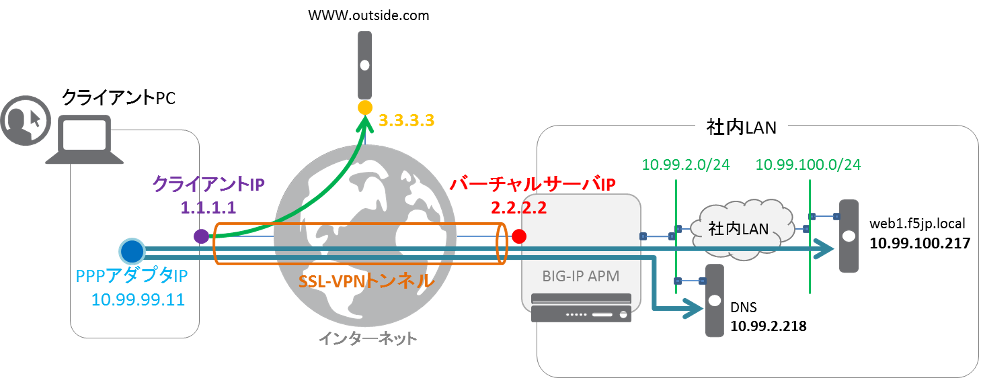 WWW.outside.com
3.3.3.3
クライアントPC
クライアントIP
1.1.1.1
PPPアダプタIP
10.99.99.11
SSL-VPNトンネル
インターネット
バーチャルサーバIP
2.2.2.2
BIG-IP APM
社内LAN
10.99.2.0/24
10.99.100.0/24
社内LAN
web1.f5jp.local
10.99.100.217
DNS
10.99.2.218